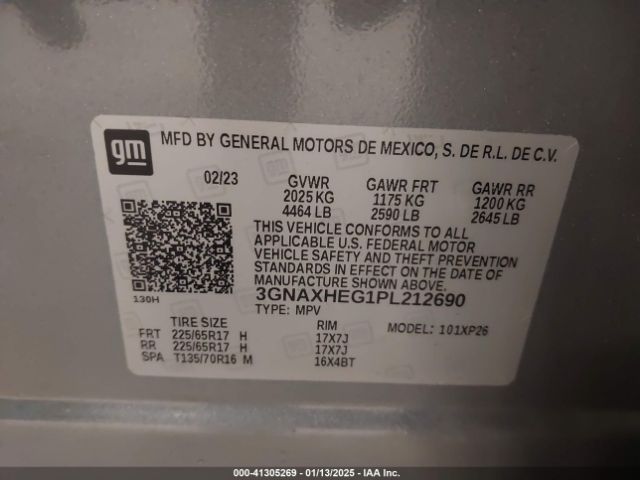 gm
MFD BY GENERAL MOTORS DE MEXICO, S. DE R.L. DE C.V.
02/23 GVWR GAWR FRT GAWR RR
2025 KG 1175 KG 1200 KG
4464 LB 2590 LB 2645 LB
THIS VEHICLE CONFORMS TO ALL
APPLICABLE U.S. FEDERAL MOTOR
VEHICLE SAFETY AND THEFT PREVENTION
STANDARDS IN EFFECT ON THE DATE OF
MANUFACTURE SHOWN ABOVE.
130H
3GNAXHEG1PL212690
TYPE: MPV MODEL: 101XP26
TIRE SIZE RIM
FRT 225/65R17 H 17X7J
RR 225/65R17 H 17X7J
SPA T135/70R16 M 16X4BT
000-41305269 - 01/13/2025 - IAA Inc.